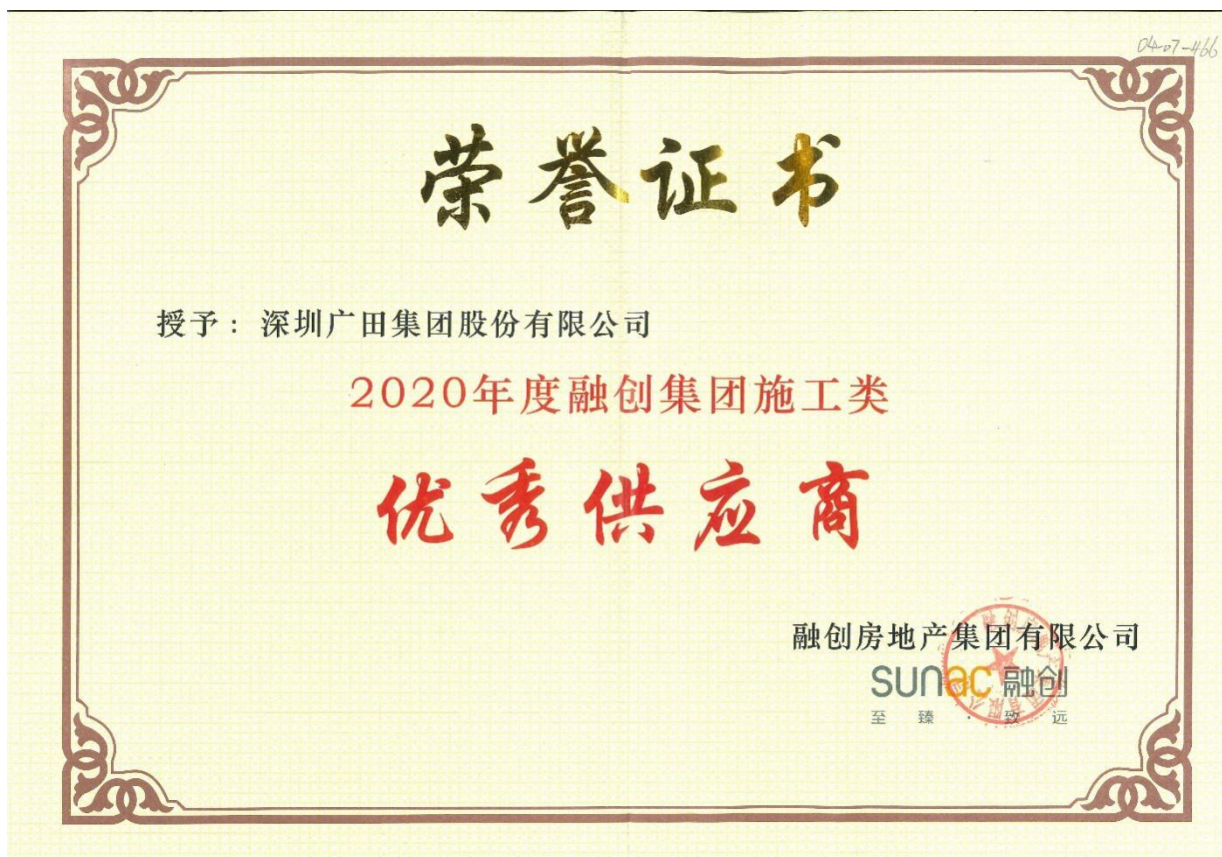 04-07-466
荣誉证书
授予：深圳广田集团股份有限公司
2020年度融创集团施工类
优秀供应商
融创房地产集团有限公司
sunac 融创
至臻·致远